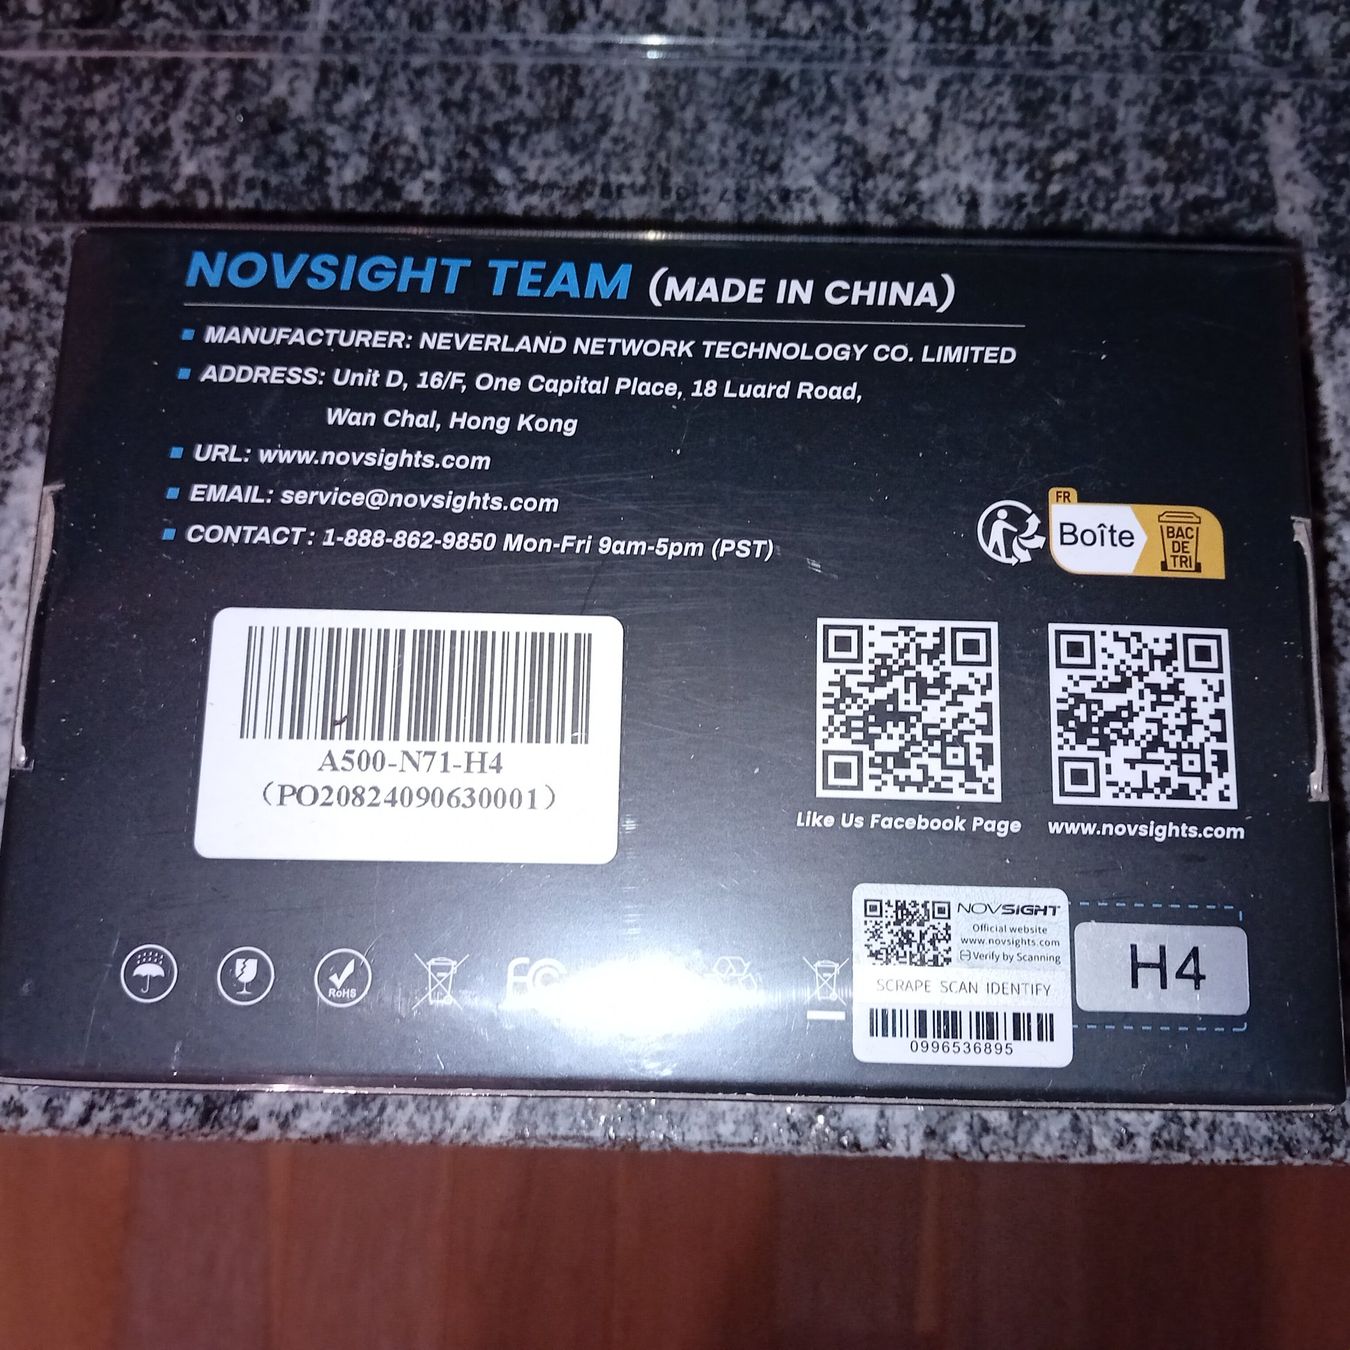 NOVSIGHT TEAM (MADE IN CHINA)
MANUFACTURER: NEVERLAND NETWORK TECHNOLOGY CO. LIMITED
ADDRESS: Unit D, 16/F, One Capital Place, 18 Luard Road,
Wan Chal, Hong Kong
URL: www.novsights.com
EMAIL: service@novsights.com
CONTACT: 1-888-862-9850 Mon-Fri 9am-5pm (PST)
FR
Boîte
BAC
DE
TRI
A500-N71-H4
(PO20824090630001)
Like Us Facebook Page
www.novsights.com
RoHS
FC
NOVSIGHT
Official website
www.novsights.com
Verify by Scanning
SCRAPE SCAN IDENTIFY
0996536895
H4